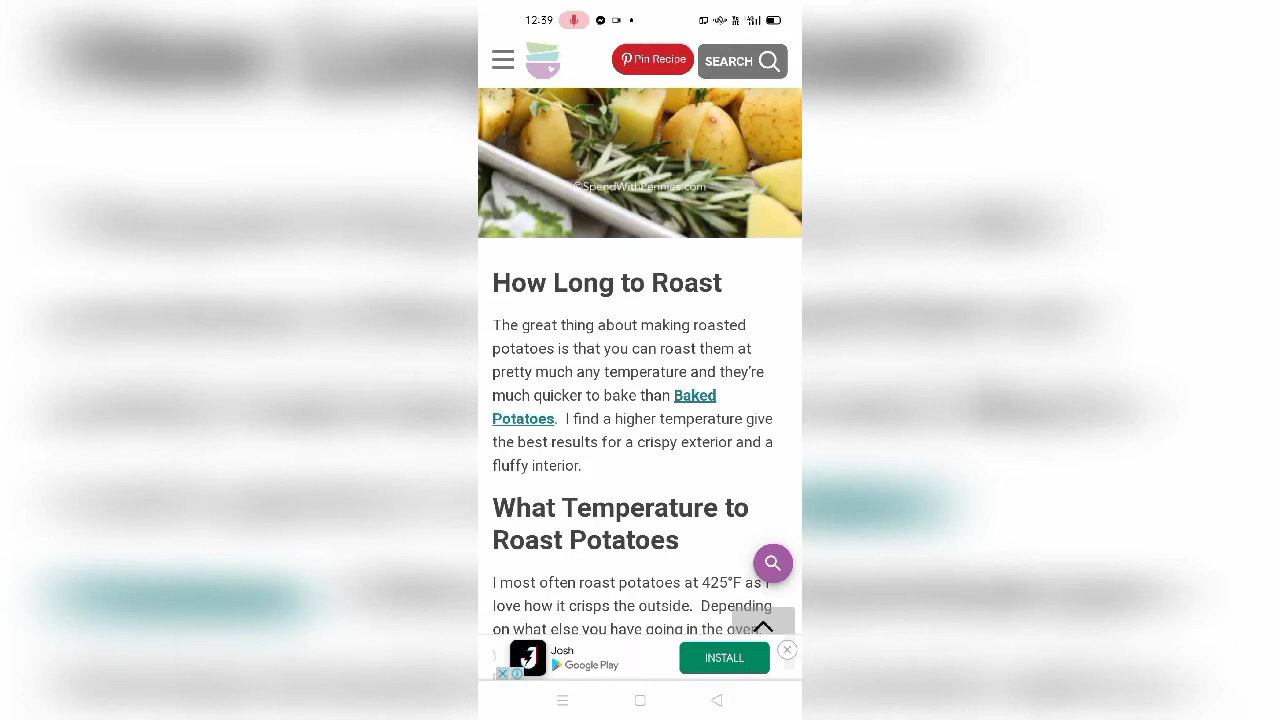 12.39
Pin Recipe
SEARCH
©SpendWithPennies.com
How Long to Roast
The great thing about making roasted
potatoes is that you can roast them at
pretty much any temperature and they're
much quicker to bake than Baked
Potatoes.  I find a higher temperature give
the best results for a crispy exterior and a
fluffy interior.
What Temperature to
Roast Potatoes
I most often roast potatoes at 425°F as I
love how it crisps the outside.  Depending
on what else you have going in the oven,
Josh
Google Play
INSTALL